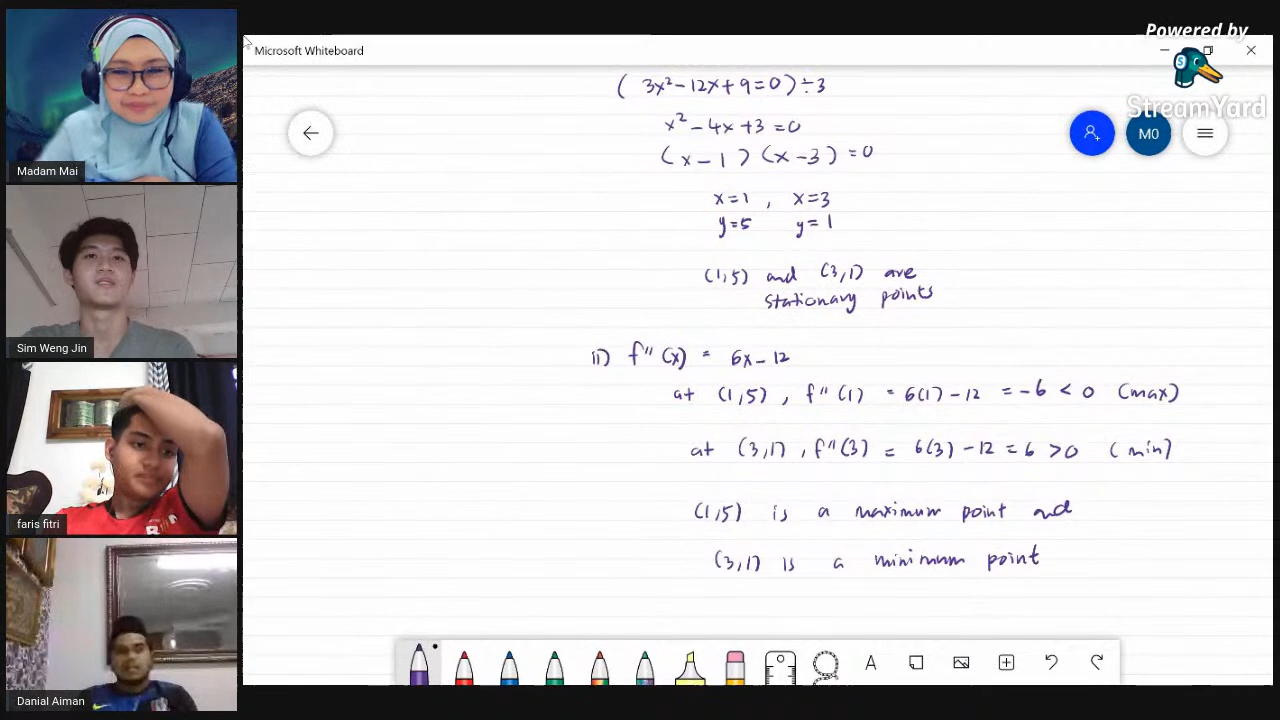 Powered by
StreamYard
Microsoft Whiteboard
M0
Madam Mai
Sim Weng Jin
faris fitri
Danial Aiman
( 3x² - 12x + 9 = 0 ) ÷ 3
x² - 4x + 3 = 0
(x - 1) (x - 3) = 0
x = 1 , x = 3
y = 5 y = 1
(1,5) and (3,1) are
stationary points
ii) f''(x) = 6x - 12
at (1,5) , f''(1) = 6(1) - 12 = -6 < 0 (max)
at (3,1) , f''(3) = 6(3) - 12 = 6 > 0 (min)
(1,5) is a maximum point and
(3,1) is a minimum point
A